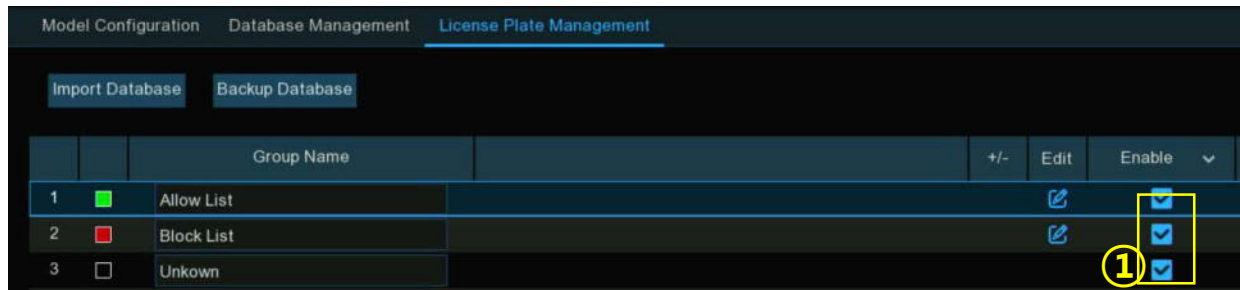 Model Configuration Database Management License Plate Management
Import Database Backup Database
Group Name +/- Edit Enable
1 Allow List
2 Block List
3 Unkown
①